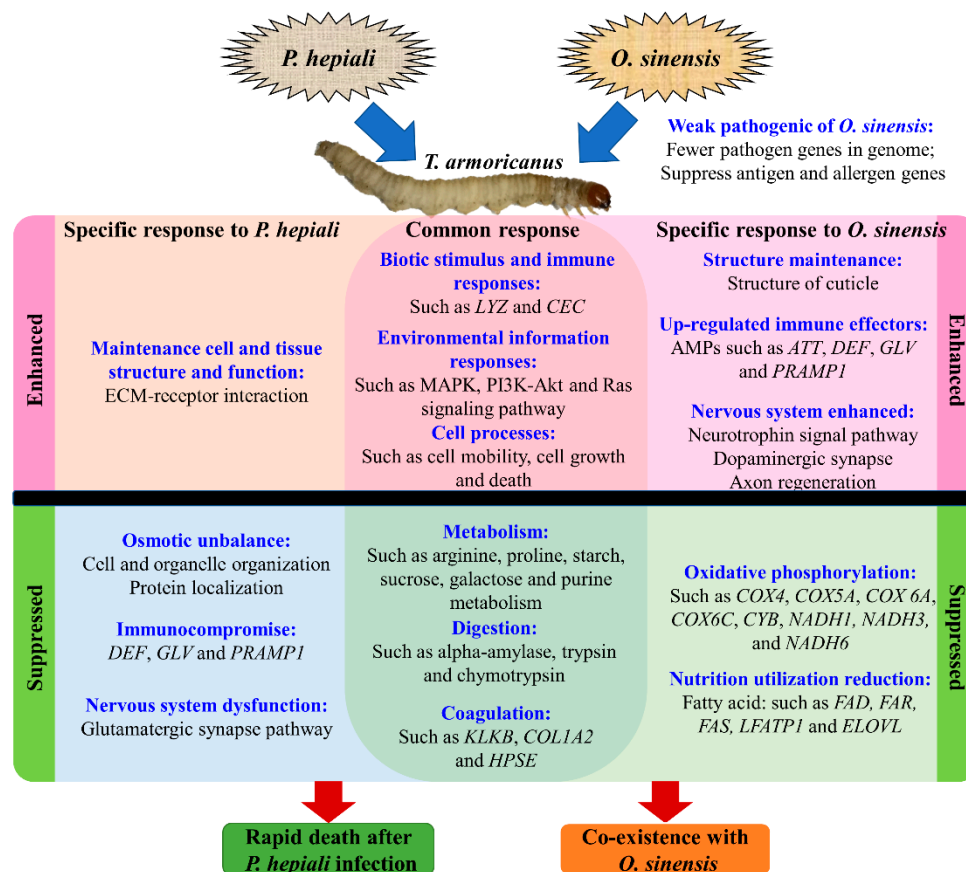 P. hepiali
O. sinensis
T. armoricanus
Weak pathogenic of O. sinensis:
Fewer pathogen genes in genome;
Suppress antigen and allergen genes
Enhanced
Specific response to P. hepiali
Maintenance cell and tissue
structure and function:
ECM-receptor interaction
Common response
Biotic stimulus and immune
responses:
Such as LYZ and CEC
Environmental information
responses:
Such as MAPK, PI3K-Akt and Ras
signaling pathway
Cell processes:
Such as cell mobility, cell growth
and death
Specific response to O. sinensis
Structure maintenance:
Structure of cuticle
Up-regulated immune effectors:
AMPs such as ATT, DEF, GLV
and PRAMP1
Nervous system enhanced:
Neurotrophin signal pathway
Dopaminergic synapse
Axon regeneration
Enhanced
Suppressed
Osmotic unbalance:
Cell and organelle organization
Protein localization
Immunocompromise:
DEF, GLV and PRAMP1
Nervous system dysfunction:
Glutamatergic synapse pathway
Metabolism:
Such as arginine, proline, starch,
sucrose, galactose and purine
metabolism
Digestion:
Such as alpha-amylase, trypsin
and chymotrypsin
Coagulation:
Such as KLKB, COL1A2
and HPSE
Oxidative phosphorylation:
Such as COX4, COX5A, COX 6A,
COX6C, CYB, NADH1, NADH3,
and NADH6
Nutrition utilization reduction:
Fatty acid: such as FAD, FAR,
FAS, LFATP1 and ELOVL
Suppressed
Rapid death after
P. hepiali infection
Co-existence with
O. sinensis